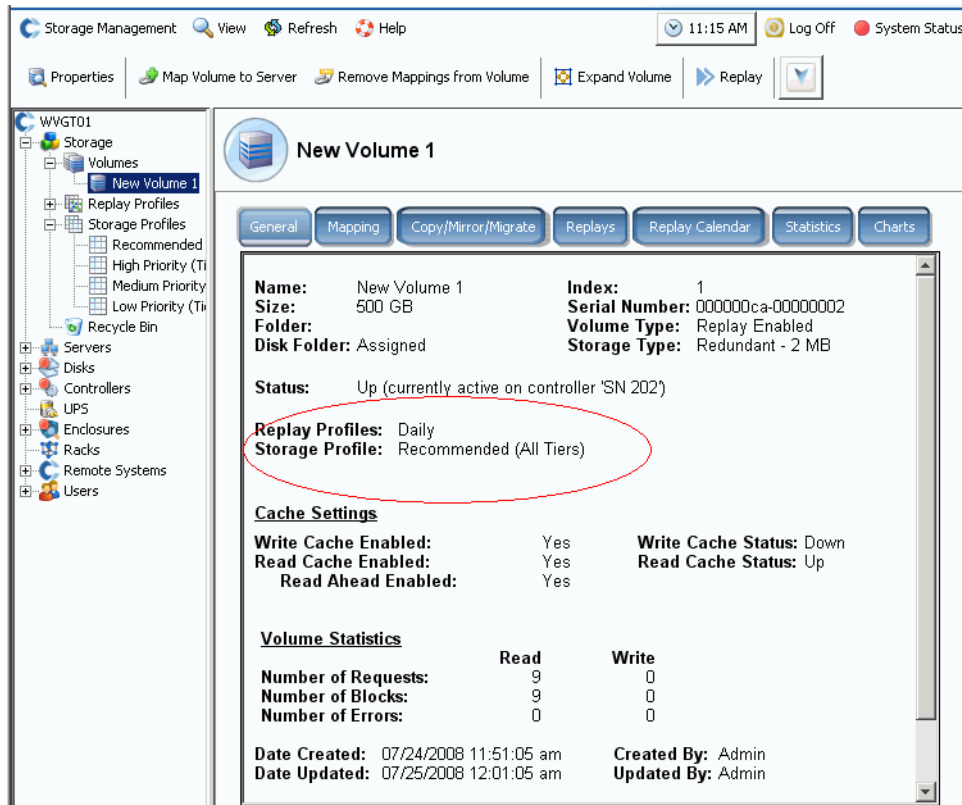 Storage Management View Refresh Help 11:15 AM Log Off System Status
Properties Map Volume to Server Remove Mappings from Volume Expand Volume Replay
WVGT01
Storage
Volumes
New Volume 1
Replay Profiles
Storage Profiles
Recommended
High Priority (Ti
Medium Priority
Low Priority (Tie
Recycle Bin
Servers
Disks
Controllers
UPS
Enclosures
Racks
Remote Systems
Users
New Volume 1
General Mapping Copy/Mirror/Migrate Replays Replay Calendar Statistics Charts
Name: New Volume 1 Index: 1
Size: 500 GB Serial Number: 000000ca-00000002
Folder: Volume Type: Replay Enabled
Disk Folder: Assigned Storage Type: Redundant - 2 MB
Status: Up (currently active on controller 'SN 202')
Replay Profiles: Daily
Storage Profile: Recommended (All Tiers)
Cache Settings
Write Cache Enabled: Yes Write Cache Status: Down
Read Cache Enabled: Yes Read Cache Status: Up
Read Ahead Enabled: Yes
Volume Statistics
Read Write
Number of Requests: 9 0
Number of Blocks: 9 0
Number of Errors: 0 0
Date Created: 07/24/2008 11:51:05 am Created By: Admin
Date Updated: 07/25/2008 12:01:05 am Updated By: Admin